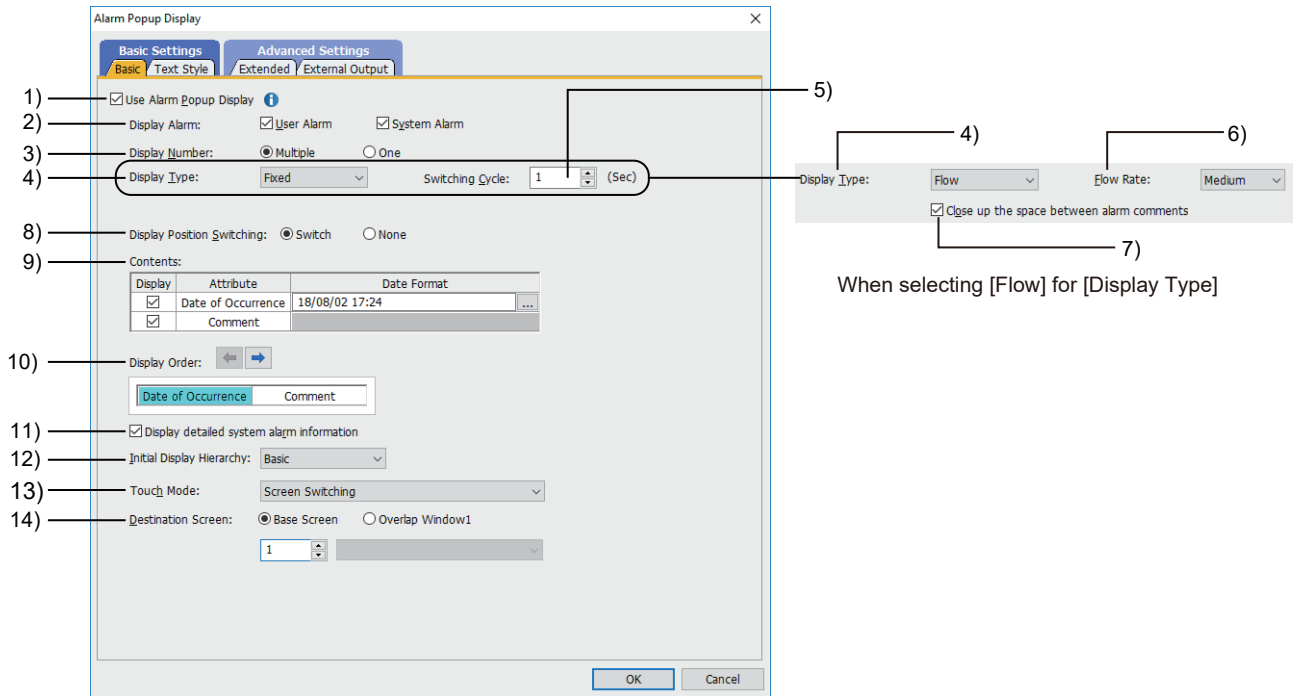 Alarm Popup Display
Basic Settings Advanced Settings
Basic Text Style Extended External Output
1) Use Alarm Popup Display 5)
2) Display Alarm: User Alarm System Alarm
3) Display Number: Multiple One
4) Display Type: Fixed Switching Cycle: 1 (Sec)
4) 6)
Display Type: Flow Flow Rate: Medium
Close up the space between alarm comments
7)
When selecting [Flow] for [Display Type]
8) Display Position Switching: Switch None
9) Contents:
Display Attribute Date Format
Date of Occurrence 18/08/02 17:24 ...
Comment
10) Display Order:
Date of Occurrence Comment
11) Display detailed system alarm information
12) Initial Display Hierarchy: Basic
13) Touch Mode: Screen Switching
14) Destination Screen: Base Screen Overlap Window1
1
OK Cancel